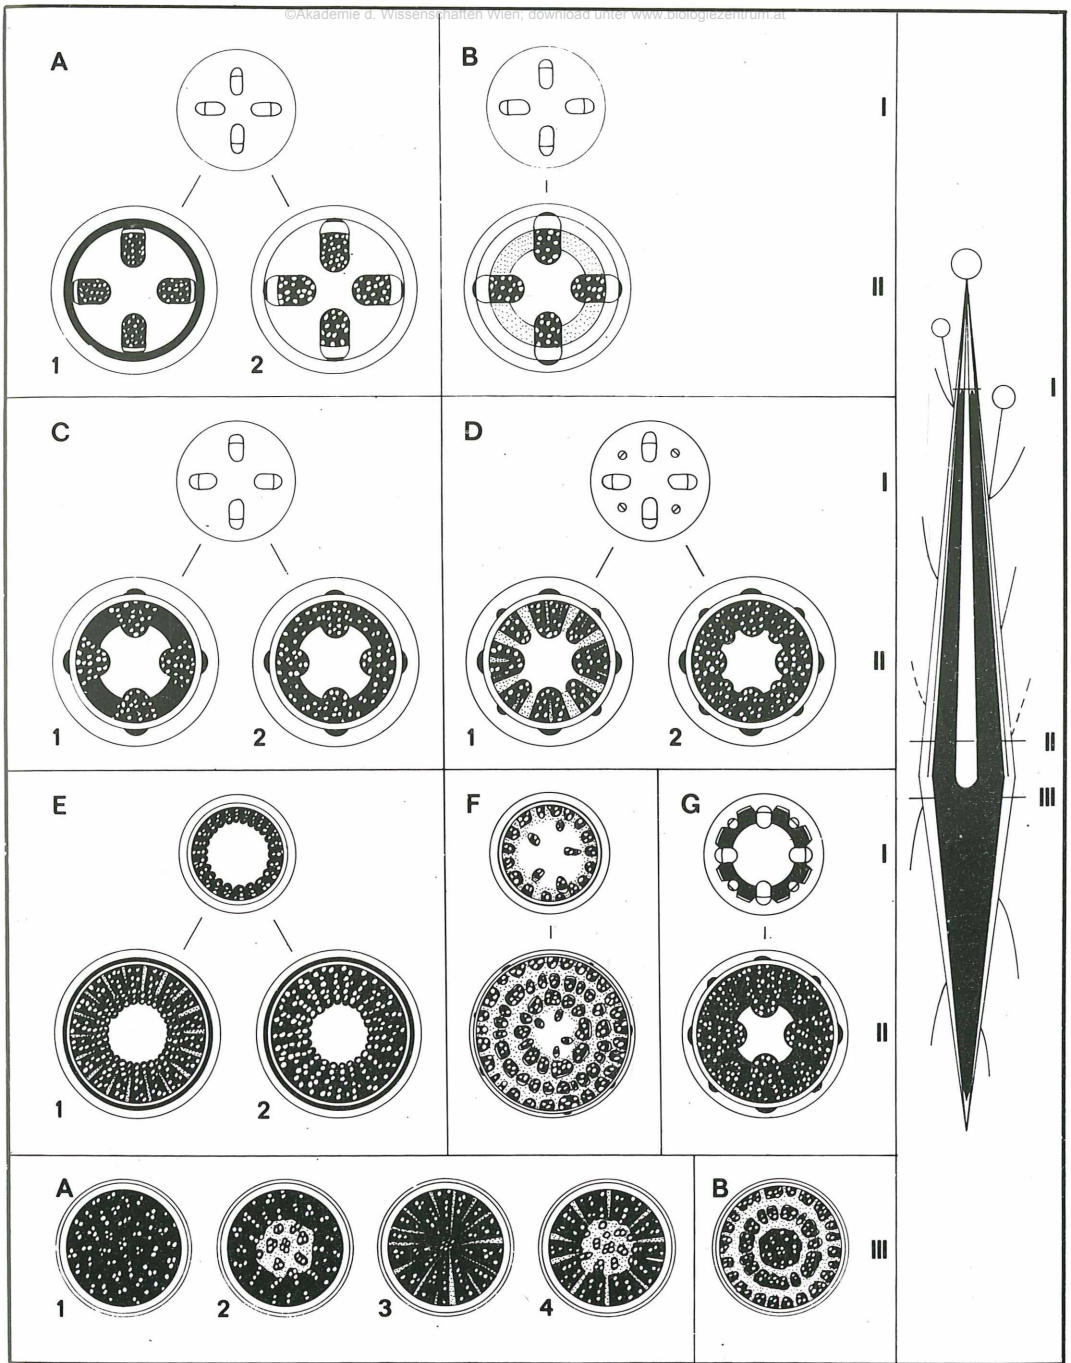 ©Akademie d. Wissenschaften Wien; download unter www.biologiezentrum.at
A
B
I
1
2
II
I
C
D
I
1
2
1
2
II
II
III
E
F
G
I
1
2
II
A
B
1
2
3
4
III